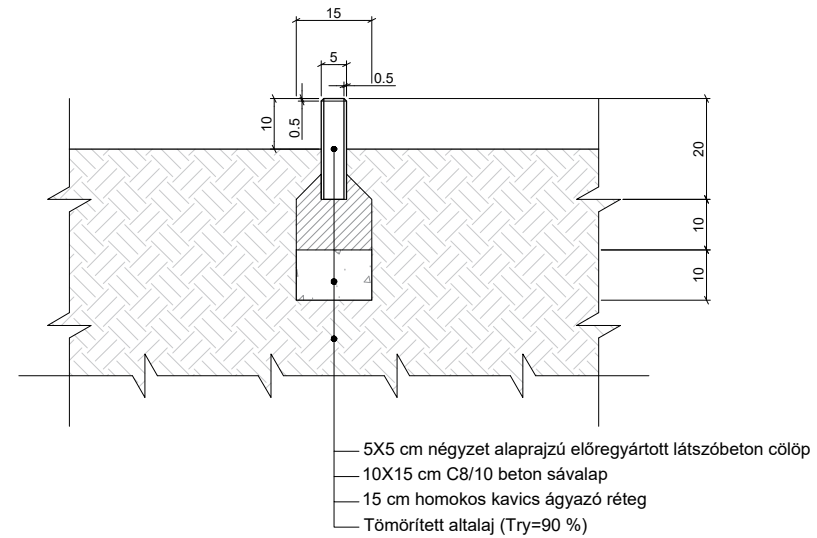 15
5
0.5
10
0.5
20
10
10
5X5 cm négyzet alaprajzú előregyártott látszóbeton cölöp
10X15 cm C8/10 beton sávalap
15 cm homokos kavics ágyazó réteg
Tömörített altalaj (Try=90 %)